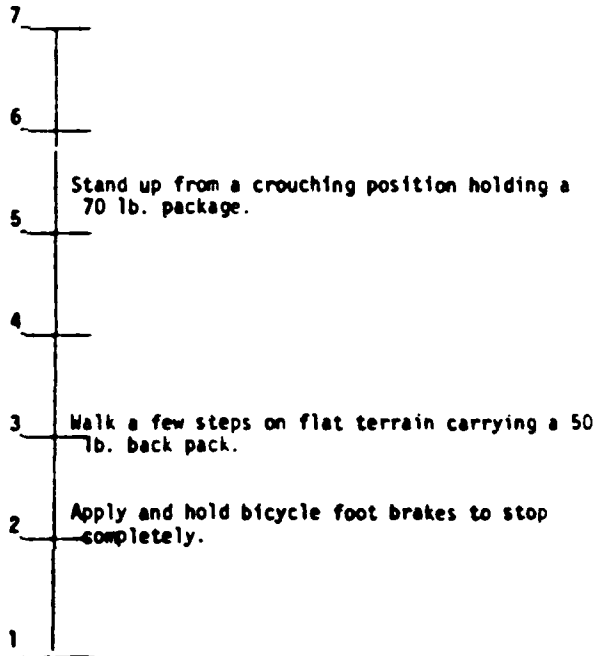 7
6
Stand up from a crouching position holding a
70 lb. package.
5
4
3
Walk a few steps on flat terrain carrying a 50
lb. back pack.
Apply and hold bicycle foot brakes to stop
2
completely.
1